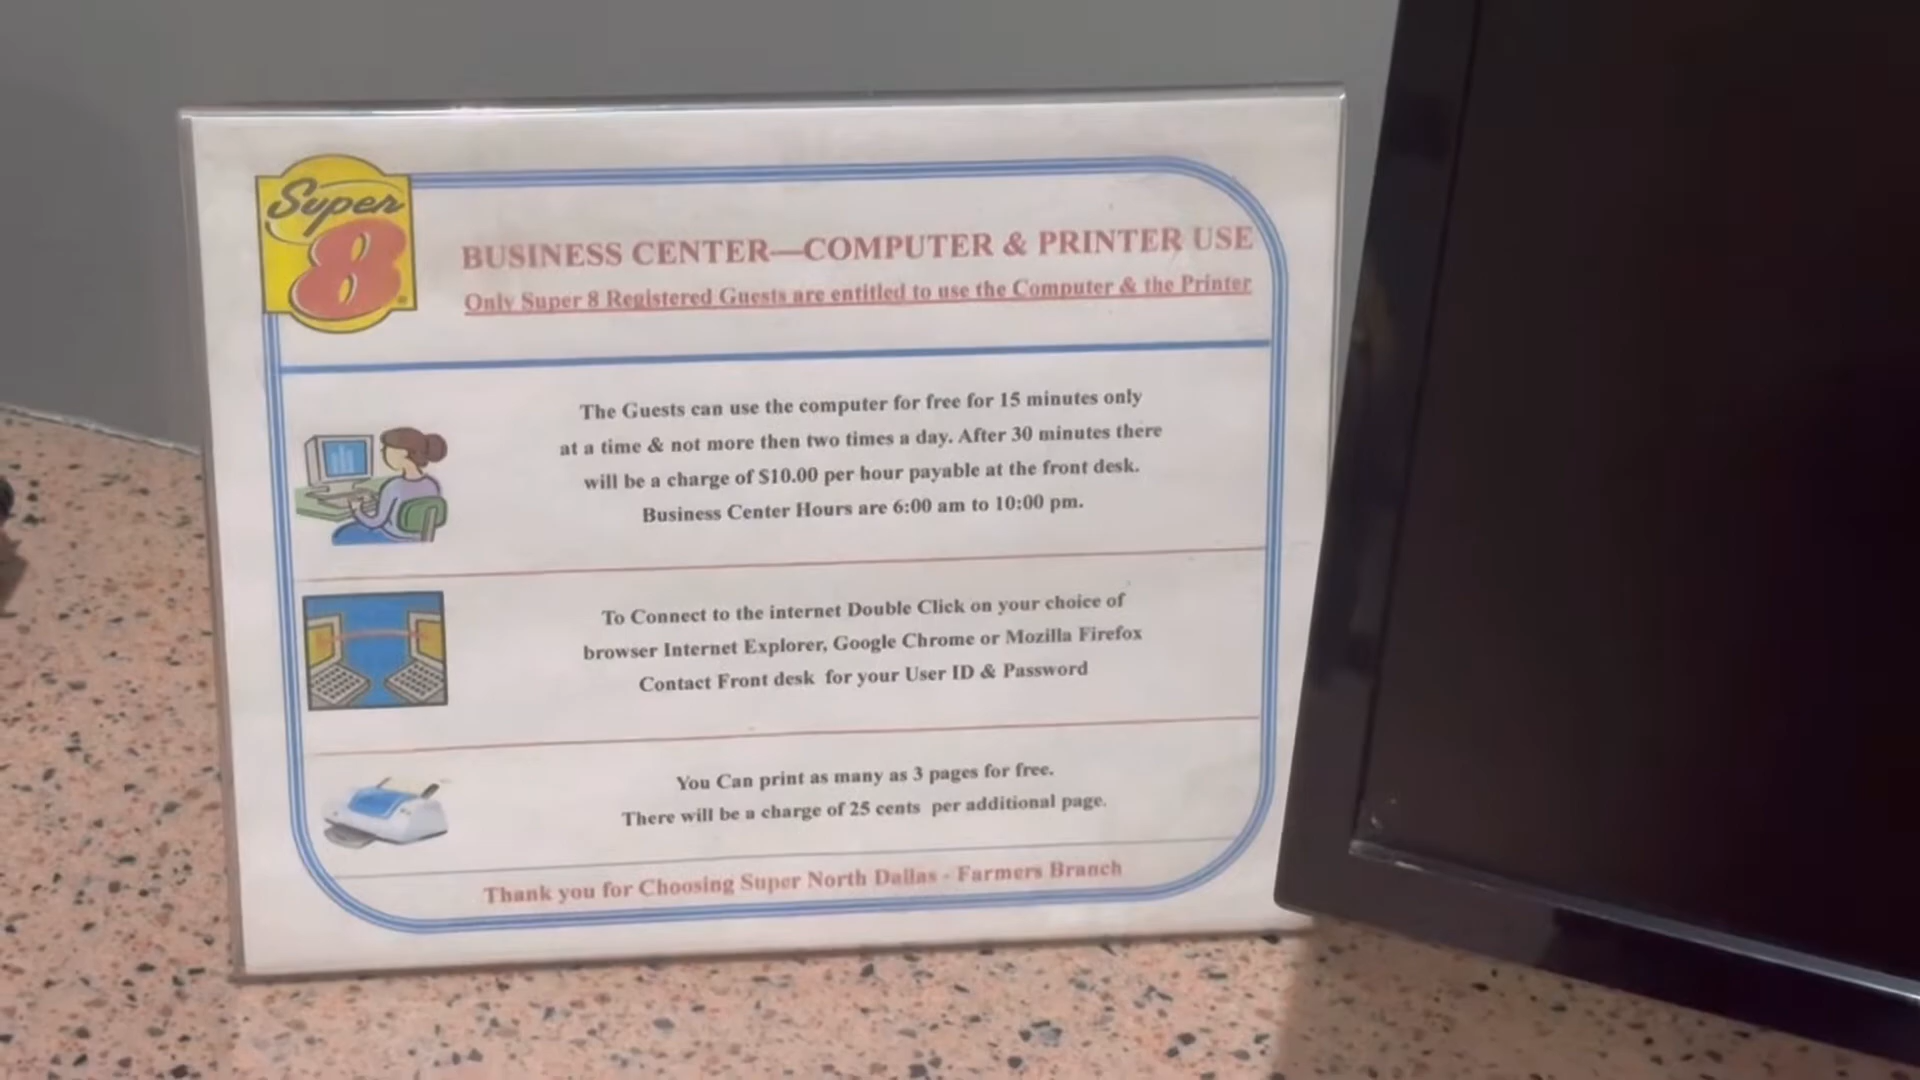 Super
8
BUSINESS CENTER—COMPUTER & PRINTER USE
Only Super 8 Registered Guests are entitled to use the Computer & the Printer
The Guests can use the computer for free for 15 minutes only
at a time & not more then two times a day. After 30 minutes there
will be a charge of $10.00 per hour payable at the front desk.
Business Center Hours are 6:00 am to 10:00 pm.
To Connect to the internet Double Click on your choice of
browser Internet Explorer, Google Chrome or Mozilla Firefox
Contact Front desk for your User ID & Password
You Can print as many as 3 pages for free.
There will be a charge of 25 cents per additional page.
Thank you for Choosing Super North Dallas - Farmers Branch